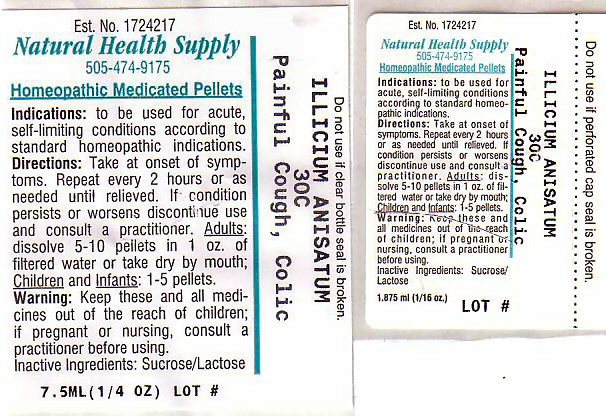 Est. No. 1724217
Natural Health Supply
505-474-9175
Homeopathic Medicated Pellets
Indications: to be used for acute,
self-limiting conditions according to
standard homeopathic indications.
Directions: Take at onset of symp-
toms. Repeat every 2 hours or as
needed until relieved. If condition
persists or worsens discontinue use
and consult a practitioner. Adults:
dissolve 5-10 pellets in 1 oz. of
filtered water or take dry by mouth;
Children and Infants: 1-5 pellets.
Warning: Keep these and all medi-
cines out of the reach of children;
if pregnant or nursing, consult a
practitioner before using.
Inactive Ingredients: Sucrose/Lactose
7.5ML(1/4 OZ) LOT #
Do not use if clear bottle seal is broken.
ILLICIUM ANISATUM
30C
Painful Cough, Colic
Est. No. 1724217
Natural Health Supply
505-474-9175
Homeopathic Medicated Pellets
Indications: to be used for
acute, self-limiting conditions
according to standard homeo-
pathic indications.
Directions: Take at onset of
symptoms. Repeat every 2 hours
or as needed until relieved. If
condition persists or worsens
discontinue use and consult a
practitioner. Adults: dis-
solve 5-10 pellets in 1 oz. of fil-
tered water or take dry by mouth;
Children and Infants: 1-5 pellets.
Warning: Keep these and
all medicines out of the reach
of children; if pregnant or
nursing, consult a practitioner
before using.
Inactive Ingredients: Sucrose/
Lactose
1.875 ml (1/16 oz.) LOT #
Do not use if perforated cap seal is broken.
ILLICIUM ANISATUM
30C
Painful Cough, Colic